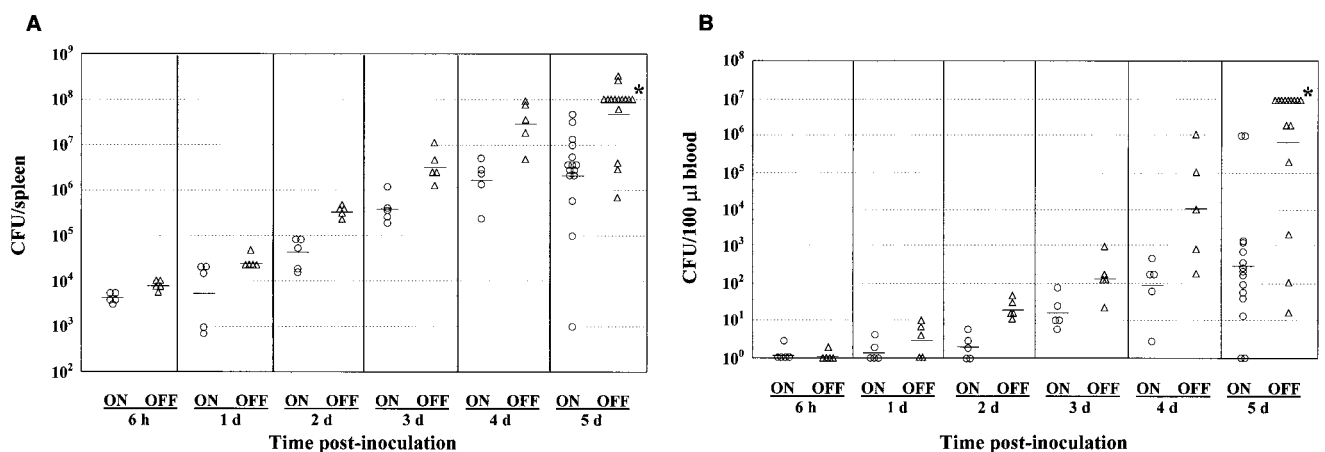 A
CFU/spleen
10⁹
10⁸
10⁷
10⁶
10⁵
10⁴
10³
10²
*
ON OFF ON OFF ON OFF ON OFF ON OFF ON OFF
6 h 1 d 2 d 3 d 4 d 5 d
Time post-inoculation
B
CFU/100 µl blood
10⁸
10⁷
10⁶
10⁵
10⁴
10³
10²
10¹
10⁰
*
ON OFF ON OFF ON OFF ON OFF ON OFF ON OFF
6 h 1 d 2 d 3 d 4 d 5 d
Time post-inoculation